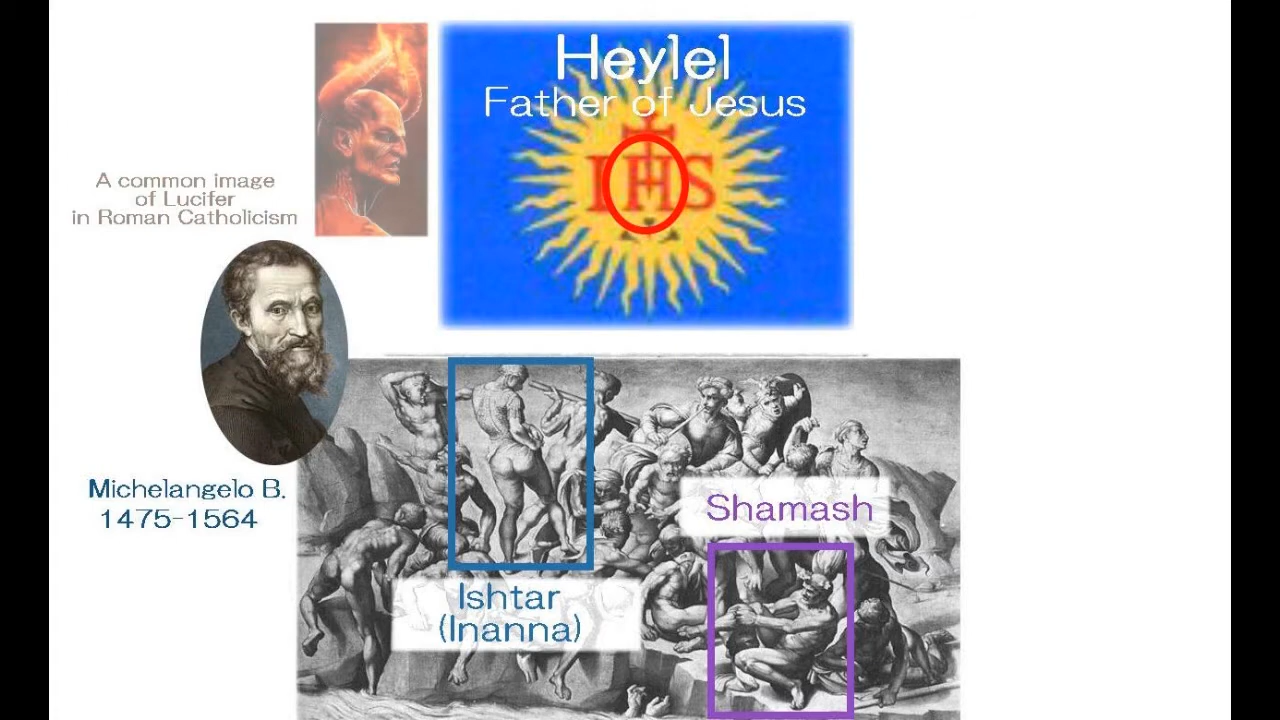 Heylel
Father of Jesus
IHS
A common image
of Lucifer
in Roman Catholicism
Michelangelo B.
1475-1564
Shamash
Ishtar
(Inanna)